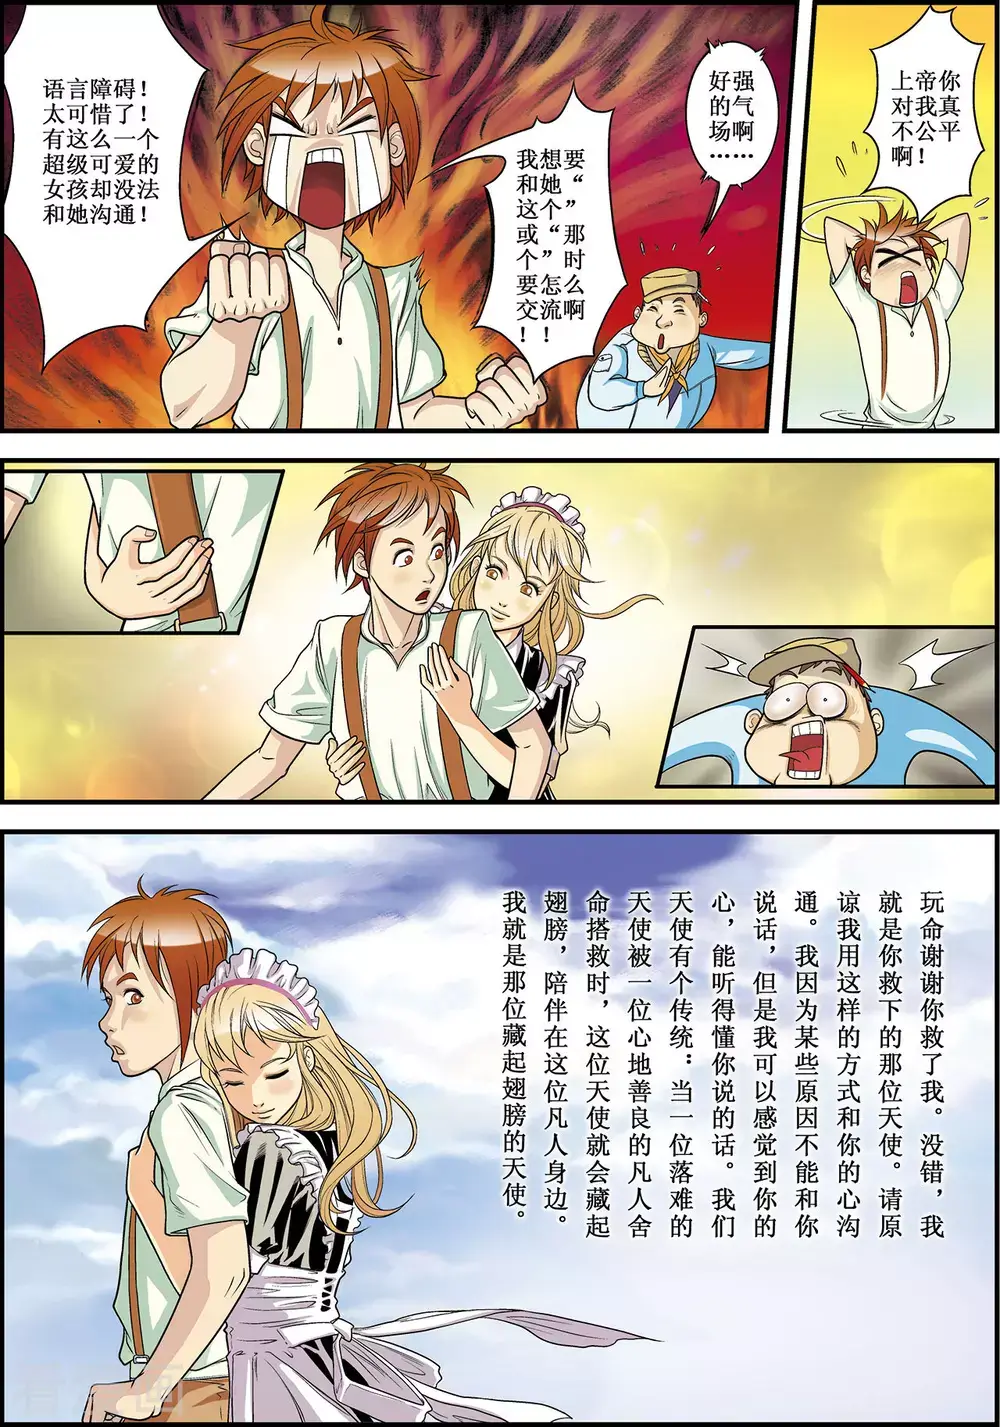 语言障碍！
太可惜了！
有这么一个
超级可爱的
女孩却没法
和她沟通！
我想要
和她“
这个”
或“那
个”时
要怎么
交流啊
！！
好强
的气
场啊
……
上帝你
对我真
不公平
啊！
玩命谢谢你救了我。没错，我
就是你救下的那位天使。请原
谅我用这样的方式和你的心沟
通。我因为某些原因不能和你
说话，但是我可以感觉到你的
心，能听得懂你说的话。我们
天使有个传统：当一位落难的
天使被一位心地善良的凡人舍
命搭救时，这位天使就会藏起
翅膀，陪伴在这位凡人身边。
我就是那位藏起翅膀的天使。